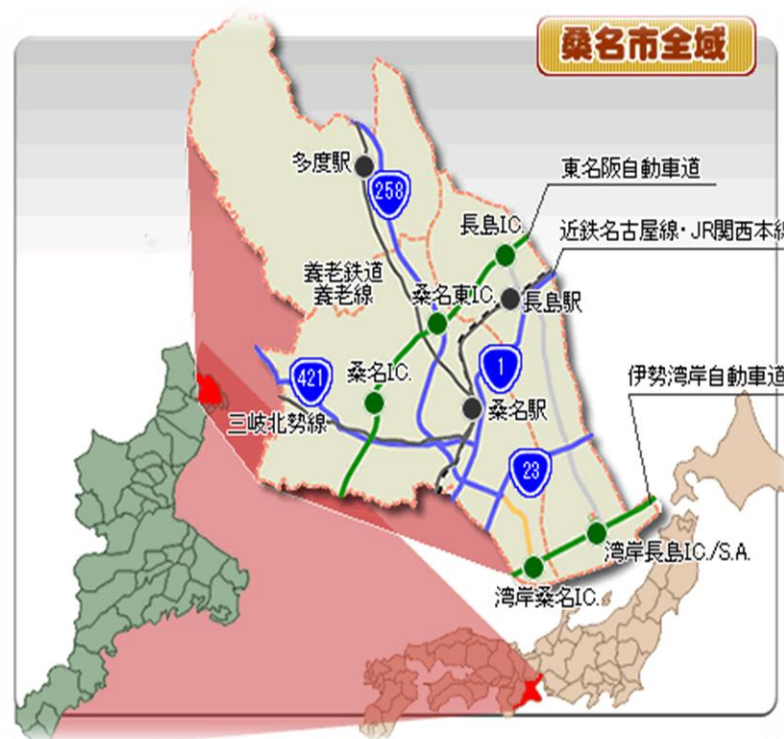 桑名市全域
多度駅
258
東名阪自動車道
長島IC.
近鉄名古屋線・JR関西本線
養老鉄道
養老線
桑名東IC.
長島駅
421
桑名IC.
1
伊勢湾岸自動車道
三岐北勢線
桑名駅
23
湾岸長島IC./S.A.
湾岸桑名IC.